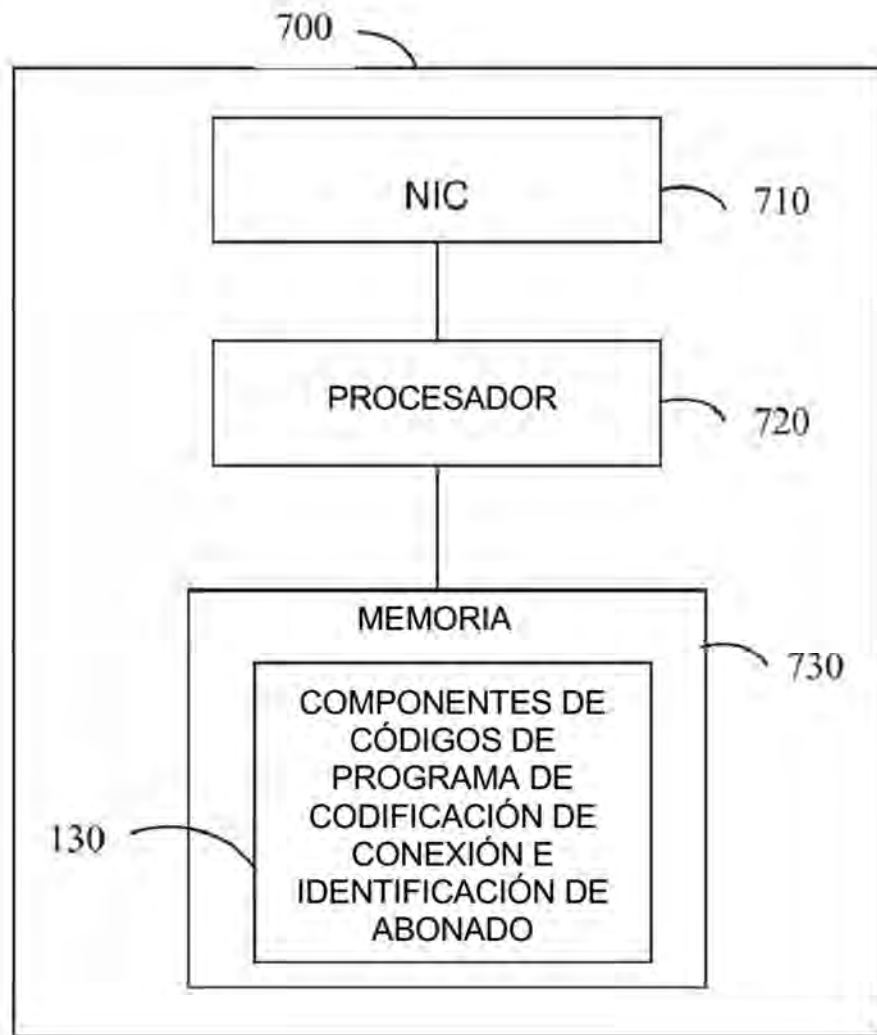 700
NIC
710
PROCESADOR
720
MEMORIA
730
COMPONENTES DE
CÓDIGOS DE
PROGRAMA DE
CODIFICACIÓN DE
CONEXIÓN E
IDENTIFICACIÓN DE
ABONADO
130